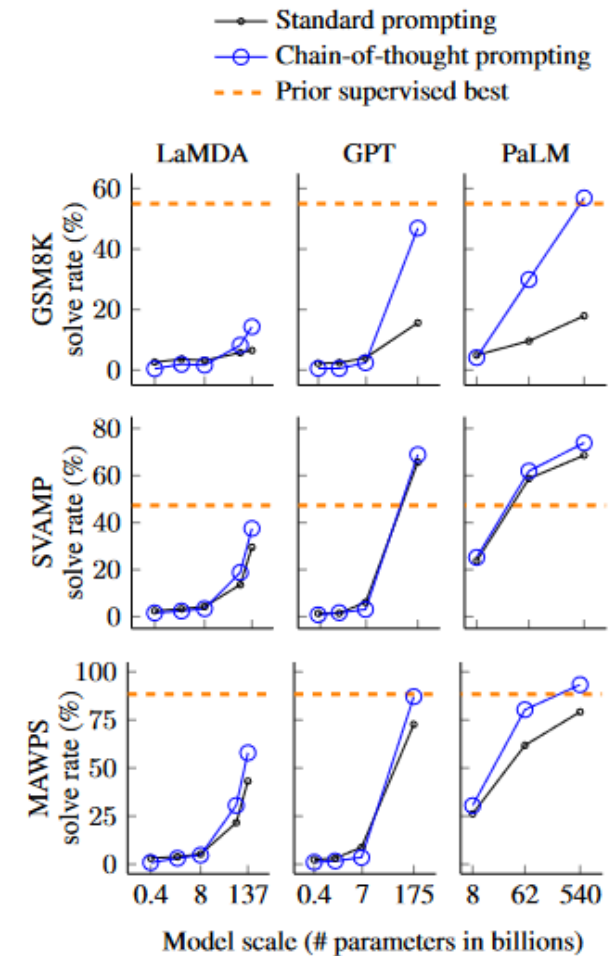 Standard prompting
Chain-of-thought prompting
Prior supervised best
LaMDA GPT PaLM
GSM8K
solve rate (%)
60
40
20
0
SVAMP
solve rate (%)
80
60
40
20
0
MAWPS
solve rate (%)
100
75
50
25
0
0.4 8 137 0.4 7 175 8 62 540
Model scale (# parameters in billions)